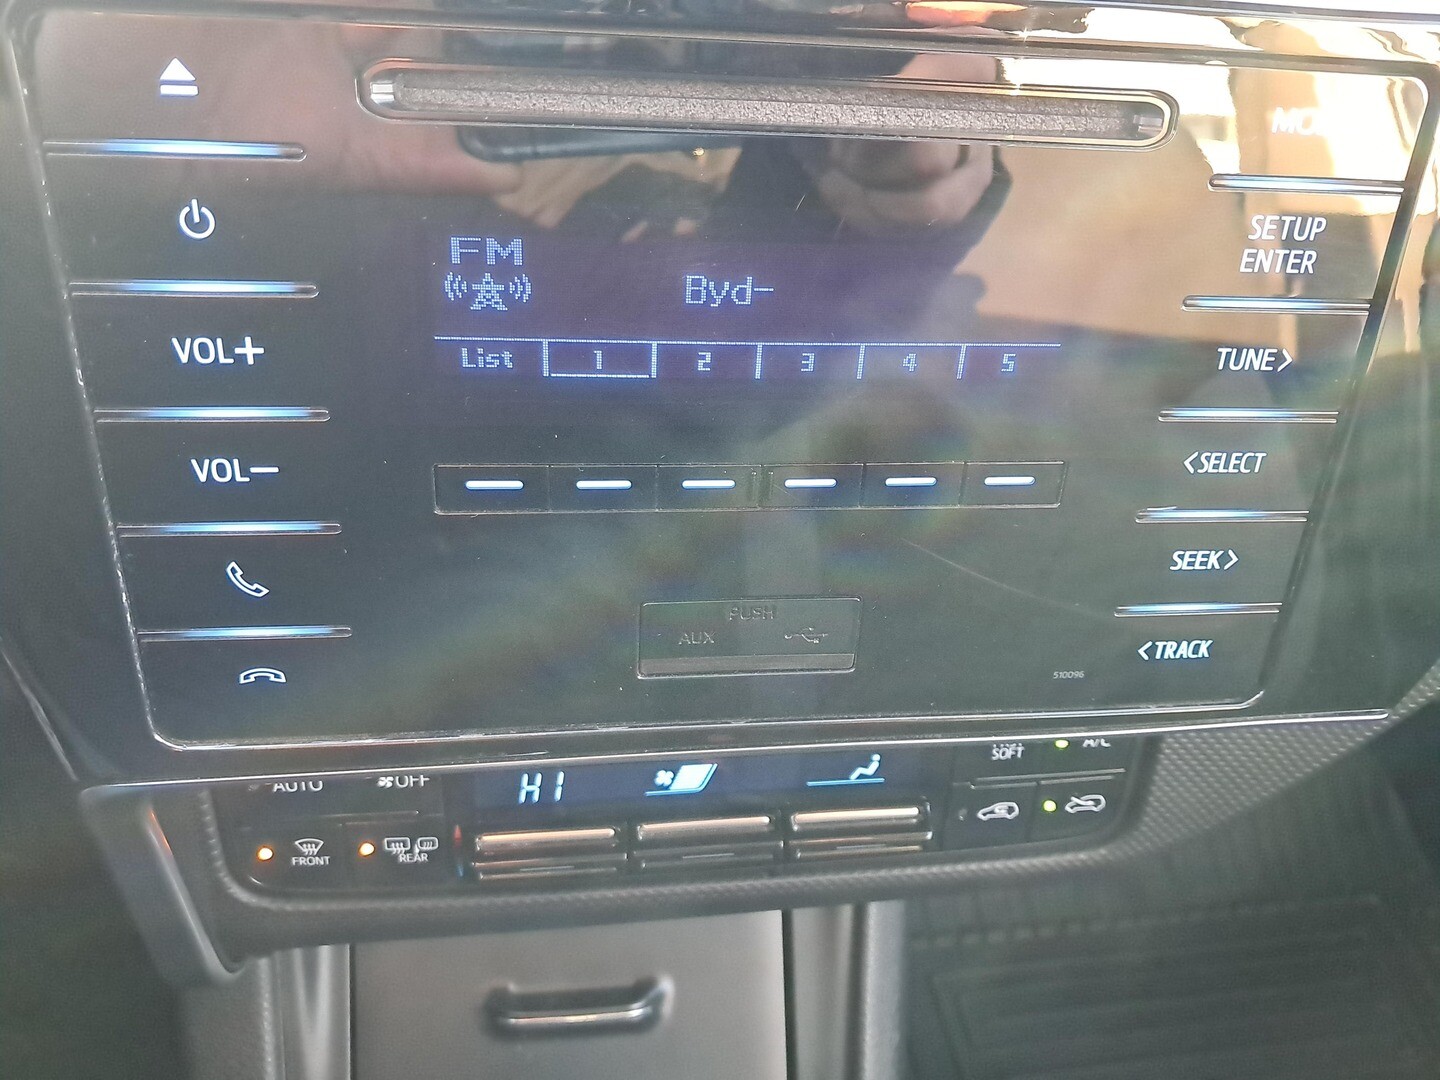 FM
Byd-
List 1 2 3 4 5
VOL+
VOL-
SETUP
ENTER
TUNE>
<SELECT
SEEK>
<TRACK
PUSH
AUX
510096
AUTO
OFF
HI
SOFT
A/C
FRONT
REAR